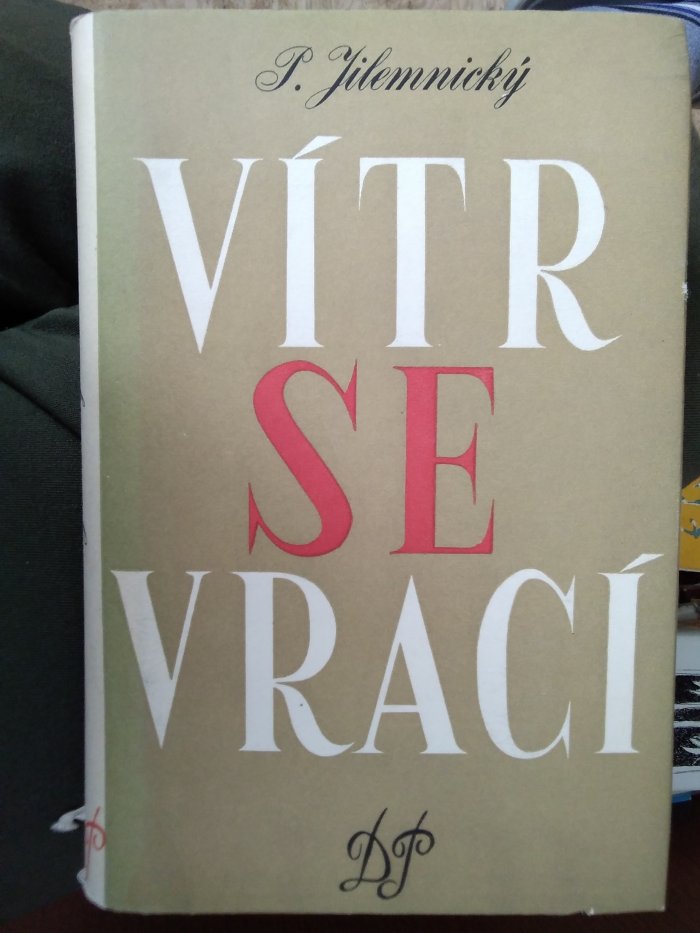 P. Jilemnický
VÍTR
SE
VRACÍ
DP